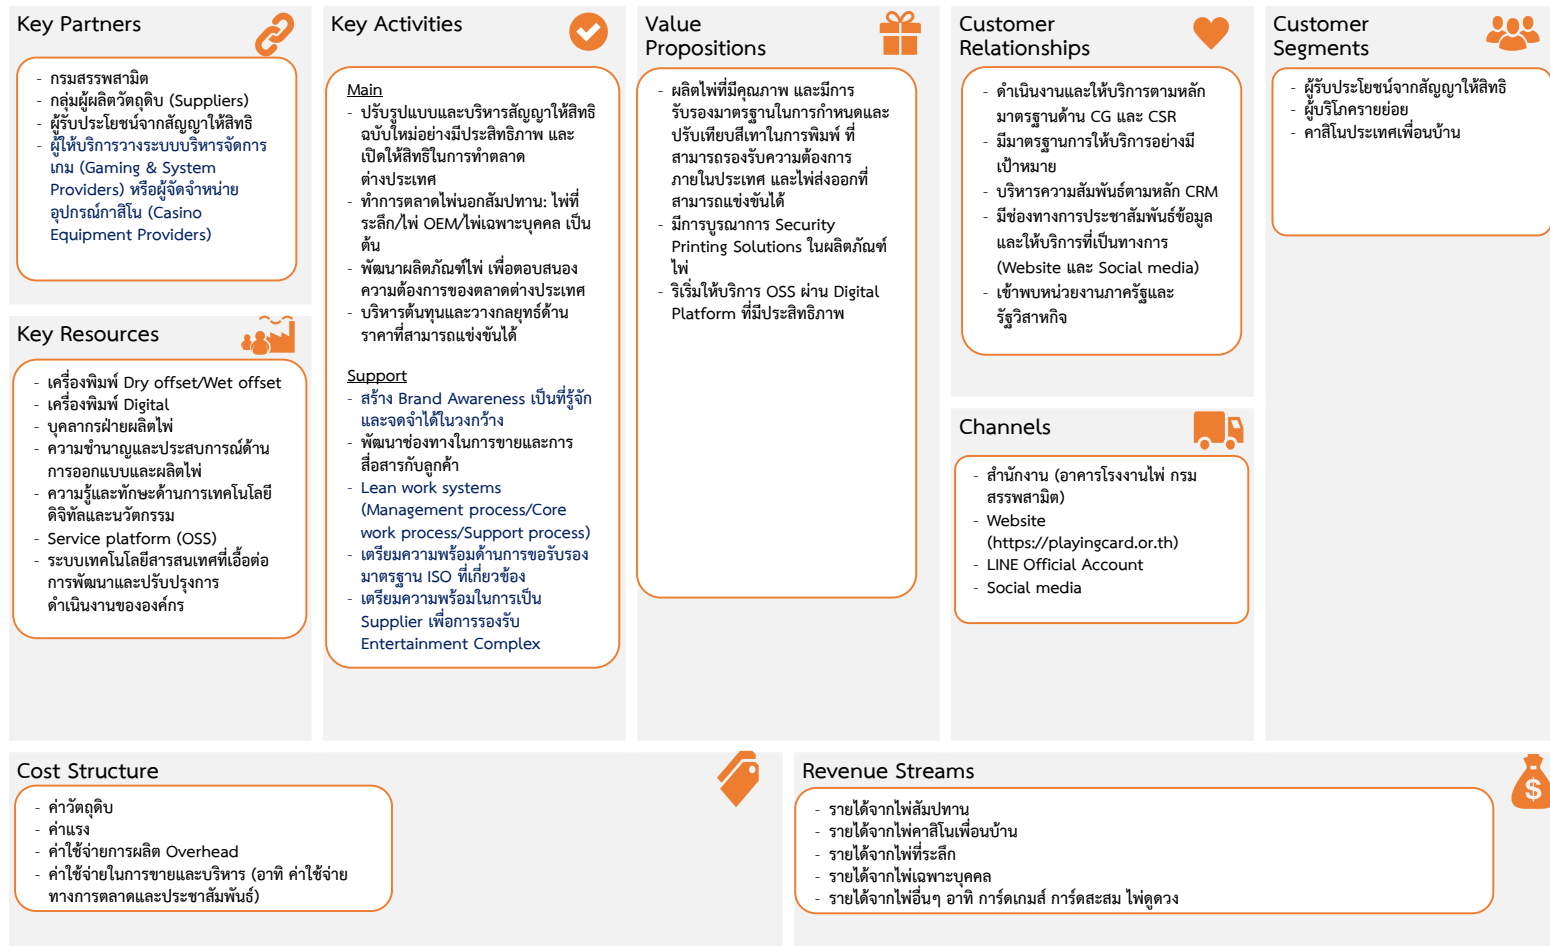 Key Partners
- กรมสรรพสามิต
- กลุ่มผู้ผลิตวัตถุดิบ (Suppliers)
- ผู้รับประโยชน์จากสัญญาให้สิทธิ
- ผู้ให้บริการวางระบบบริหารจัดการ
เกม (Gaming & System
Providers) หรือผู้จัดจำหน่าย
อุปกรณ์กาสิโน (Casino
Equipment Providers)
Key Resources
- เครื่องพิมพ์ Dry offset/Wet offset
- เครื่องพิมพ์ Digital
- บุคลากรฝ่ายผลิตไพ่
- ความชำนาญและประสบการณ์ด้าน
การออกแบบและผลิตไพ่
- ความรู้และทักษะด้านการเทคโนโลยี
ดิจิทัลและนวัตกรรม
- Service platform (OSS)
- ระบบเทคโนโลยีสารสนเทศที่เอื้อต่อ
การพัฒนาและปรับปรุงการ
ดำเนินงานขององค์กร
Key Activities
Main
- ปรับรูปแบบและบริหารสัญญาให้สิทธิ
ฉบับใหม่อย่างมีประสิทธิภาพ และ
เปิดให้สิทธิในการทำตลาด
ต่างประเทศ
- ทำการตลาดไพ่นอกสัมปทาน: ไพ่ที่
ระลึก/ไพ่ OEM/ไพ่เฉพาะบุคคล เป็น
ต้น
- พัฒนาผลิตภัณฑ์ไพ่ เพื่อตอบสนอง
ความต้องการของตลาดต่างประเทศ
- บริหารต้นทุนและวางกลยุทธ์ด้าน
ราคาที่สามารถแข่งขันได้
Support
- สร้าง Brand Awareness เป็นที่รู้จัก
และจดจำได้ในวงกว้าง
- พัฒนาช่องทางในการขายและการ
สื่อสารกับลูกค้า
- Lean work systems
(Management process/Core
work process/Support process)
- เตรียมความพร้อมด้านการขอรับรอง
มาตรฐาน ISO ที่เกี่ยวข้อง
- เตรียมความพร้อมในการเป็น
Supplier เพื่อการรองรับ
Entertainment Complex
Value
Propositions
- ผลิตไพ่ที่มีคุณภาพ และมีการ
รับรองมาตรฐานในการกำหนดและ
ปรับเทียบสีเทาในการพิมพ์ ที่
สามารถรองรับความต้องการ
ภายในประเทศ และไพ่ส่งออกที่
สามารถแข่งขันได้
- มีการบูรณาการ Security
Printing Solutions ในผลิตภัณฑ์
ไพ่
- ริเริ่มให้บริการ OSS ผ่าน Digital
Platform ที่มีประสิทธิภาพ
Customer
Relationships
- ดำเนินงานและให้บริการตามหลัก
มาตรฐานด้าน CG และ CSR
- มีมาตรฐานการให้บริการอย่างมี
เป้าหมาย
- บริหารความสัมพันธ์ตามหลัก CRM
- มีช่องทางการประชาสัมพันธ์ข้อมูล
และให้บริการที่เป็นทางการ
(Website และ Social media)
- เข้าพบหน่วยงานภาครัฐและ
รัฐวิสาหกิจ
Channels
- สำนักงาน (อาคารโรงงานไพ่ กรม
สรรพสามิต)
- Website
(https://playingcard.or.th)
- LINE Official Account
- Social media
Customer
Segments
- ผู้รับประโยชน์จากสัญญาให้สิทธิ
- ผู้บริโภครายย่อย
- คาสิโนประเทศเพื่อนบ้าน
Cost Structure
- ค่าวัตถุดิบ
- ค่าแรง
- ค่าใช้จ่ายการผลิต Overhead
- ค่าใช้จ่ายในการขายและบริหาร (อาทิ ค่าใช้จ่าย
ทางการตลาดและประชาสัมพันธ์)
Revenue Streams
- รายได้จากไพ่สัมปทาน
- รายได้จากไพ่คาสิโนเพื่อนบ้าน
- รายได้จากไพ่ที่ระลึก
- รายได้จากไพ่เฉพาะบุคคล
- รายได้จากไพ่อื่นๆ อาทิ การ์ดเกมส์ การ์ดสะสม ไพ่ดูดวง
$